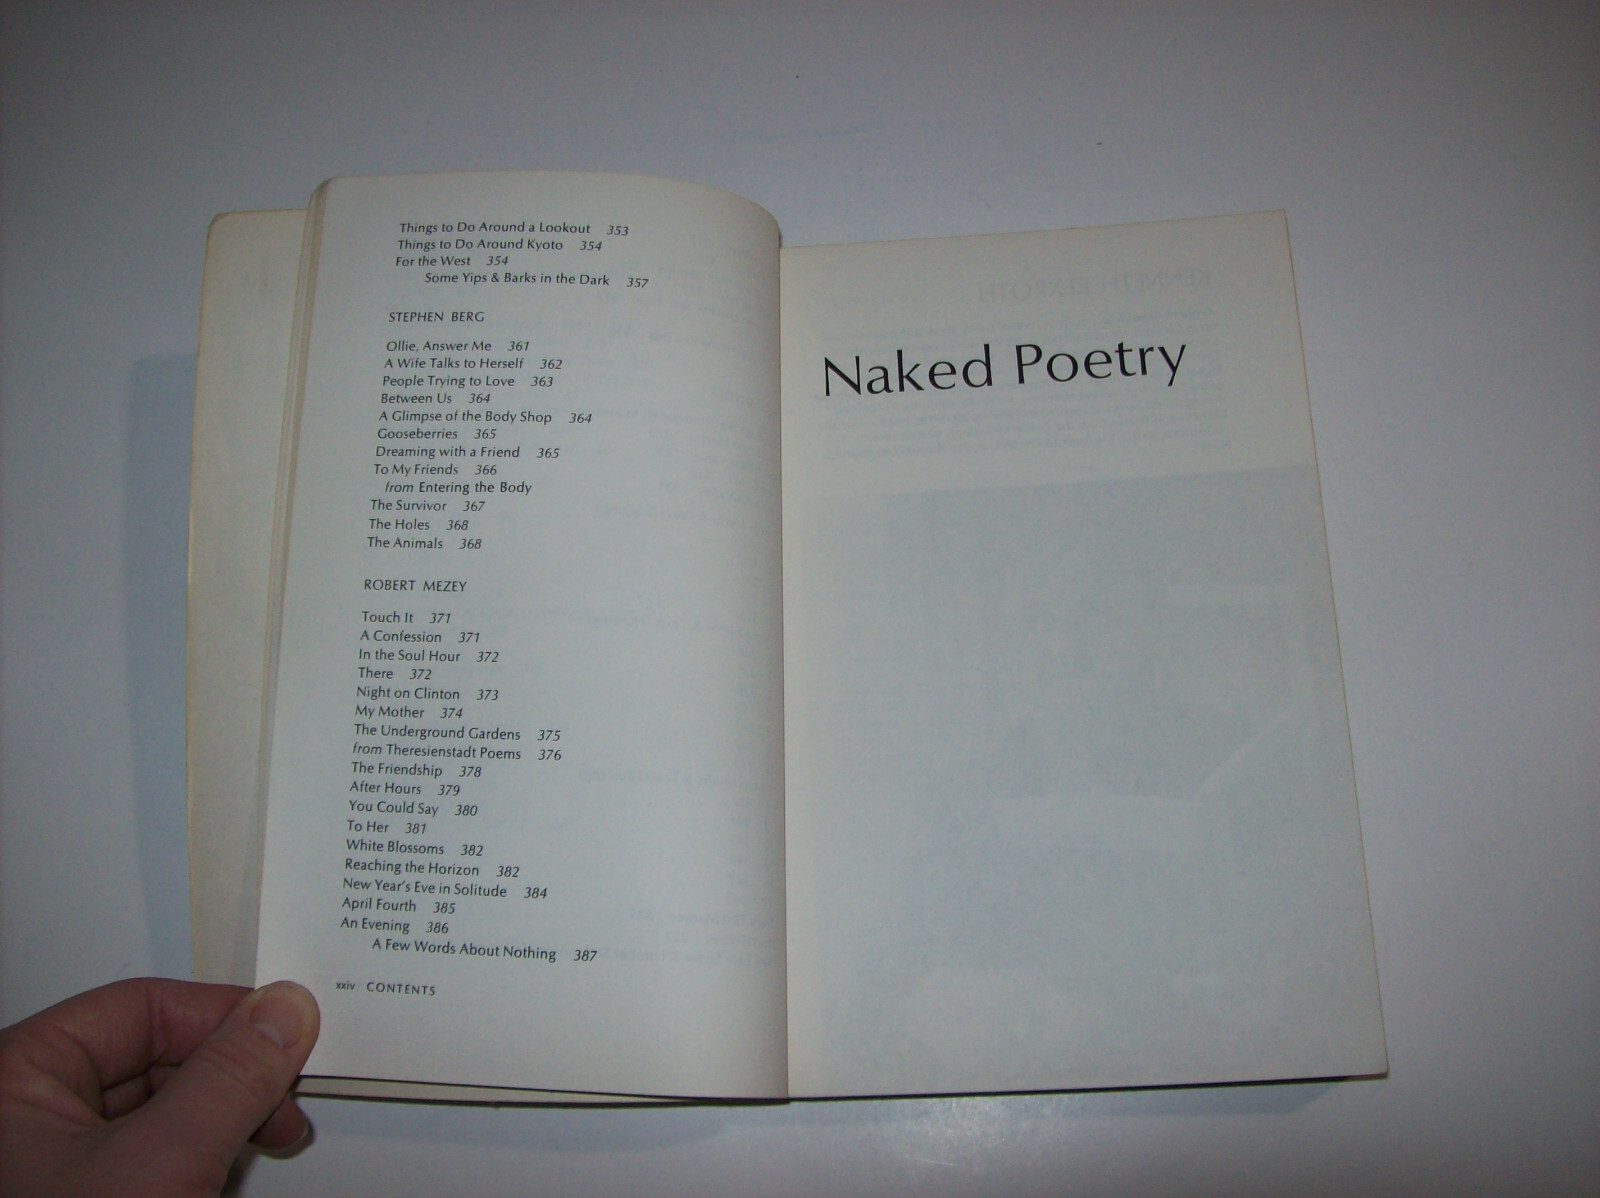 Things to Do Around a Lookout 353
Things to Do Around Kyoto 354
For the West 354
Some Yips & Barks in the Dark 357
STEPHEN BERG
Ollie, Answer Me 361
A Wife Talks to Herself 362
People Trying to Love 363
Between Us 364
A Glimpse of the Body Shop 364
Gooseberries 365
Dreaming with a Friend 365
To My Friends 366
from Entering the Body
The Survivor 367
The Holes 368
The Animals 368
ROBERT MEZEY
Touch It 371
A Confession 371
In the Soul Hour 372
There 372
Night on Clinton 373
My Mother 374
The Underground Gardens 375
from Theresienstadt Poems 376
The Friendship 378
After Hours 379
You Could Say 380
To Her 381
White Blossoms 382
Reaching the Horizon 382
New Year's Eve in Solitude 384
April Fourth 385
An Evening 386
A Few Words About Nothing 387
xxiv CONTENTS
Naked Poetry